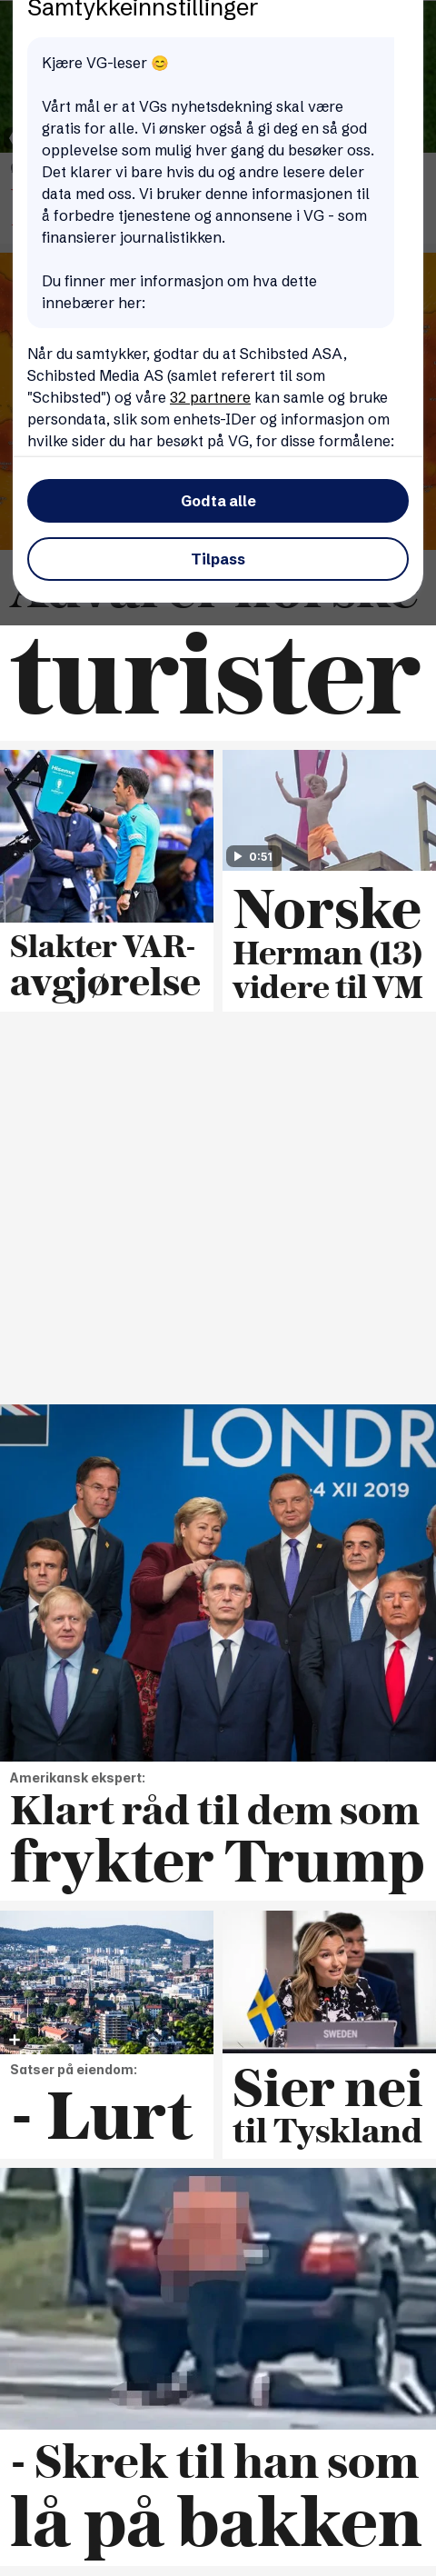 Samtykkeinnstillinger
Kjære VG-leser 😊
Vårt mål er at VGs nyhetsdekning skal være
gratis for alle. Vi ønsker også å gi deg en så god
opplevelse som mulig hver gang du besøker oss.
Det klarer vi bare hvis du og andre lesere deler
data med oss. Vi bruker denne informasjonen til
å forbedre tjenestene og annonsene i VG - som
finansierer journalistikken.
Du finner mer informasjon om hva dette
innebærer her:
Når du samtykker, godtar du at Schibsted ASA,
Schibsted Media AS (samlet referert til som
"Schibsted") og våre 32 partnere kan samle og bruke
persondata, slik som enhets-IDer og informasjon om
hvilke sider du har besøkt på VG, for disse formålene:
Godta alle
Tilpass
Advarer norske
turister
Hisense
0:51
Slakter VAR-
avgjørelse
Norske
Herman (13)
videre til VM
LONDR
4 XII 2019
Amerikansk ekspert:
Klart råd til dem som
frykter Trump
SWEDEN
Satser på eiendom:
- Lurt
Sier nei
til Tyskland
- Skrek til han som
lå på bakken